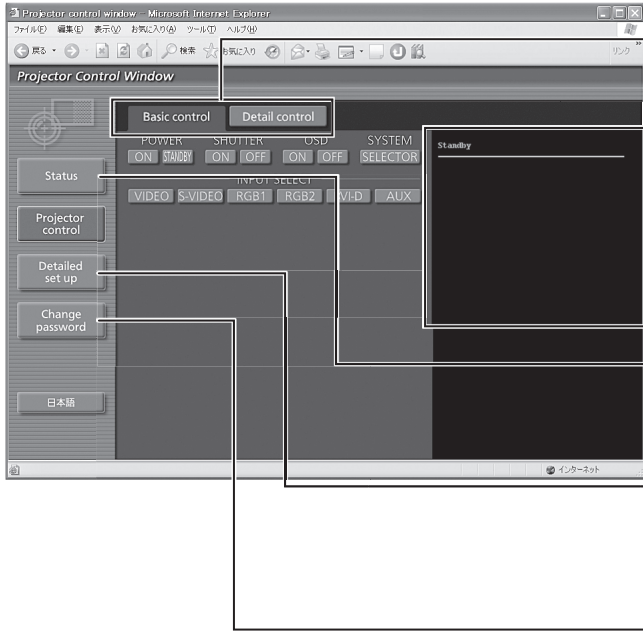 Projector control window - Microsoft Internet Explorer
ファイル(F) 編集(E) 表示(V) お気に入り(A) ツール(T) ヘルプ(H)
戻る 検索 お気に入り リンク »
Projector Control Window
Basic control Detail control
POWER SHUTTER OSD SYSTEM
ON STANDBY ON OFF ON OFF SELECTOR
INPUT SELECT
VIDEO S-VIDEO RGB1 RGB2 DVI-D AUX
Standby
Status
Projector
control
Detailed
set up
Change
password
日本語
インターネット